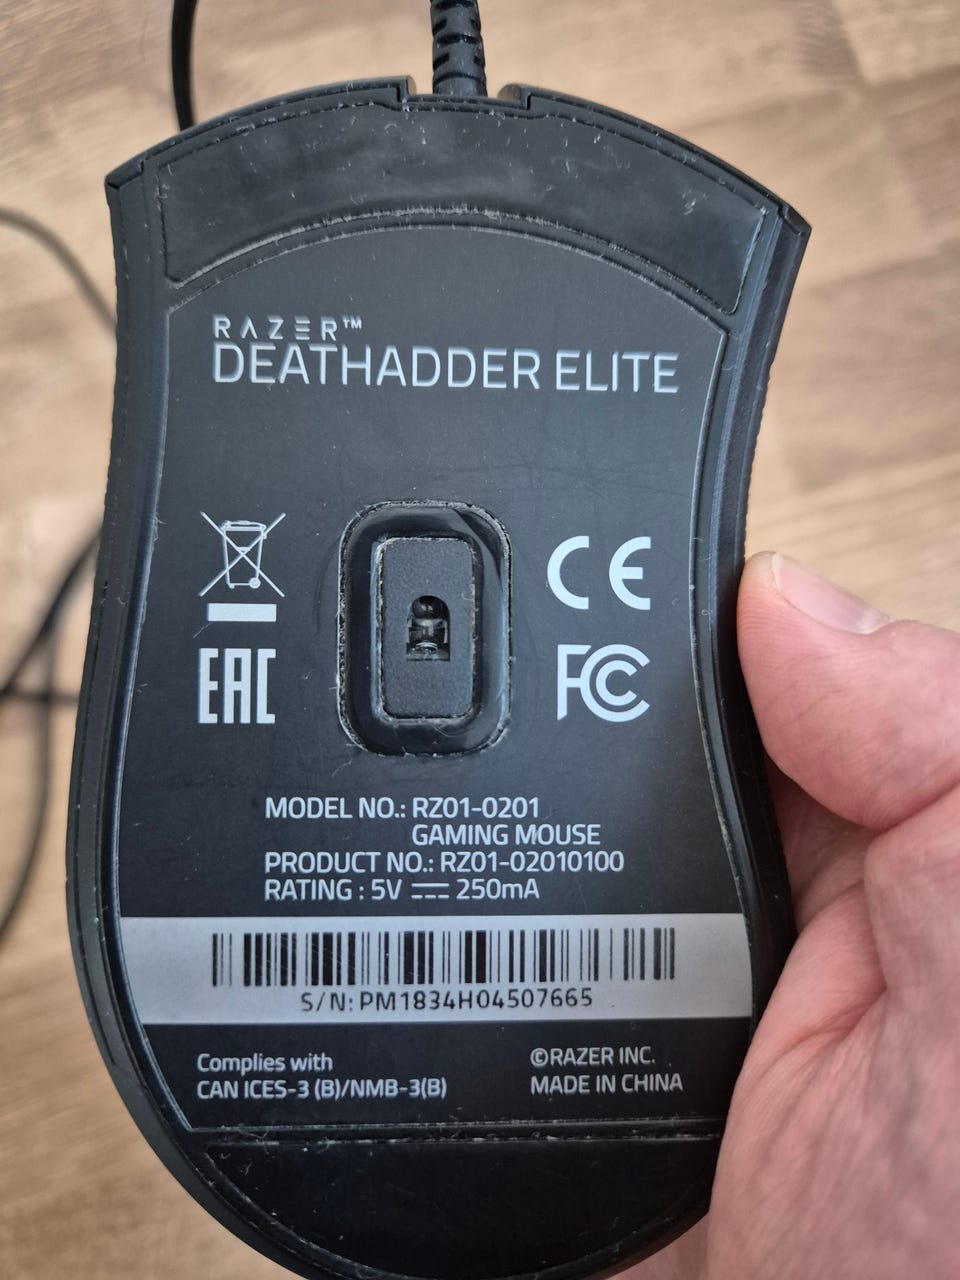 RAZER™
DEATHADDER ELITE
CE
EAC
FC
MODEL NO.: RZ01-0201
GAMING MOUSE
PRODUCT NO.: RZ01-02010100
RATING : 5V ⎓ 250mA
S/N: PM1834H04507665
Complies with
CAN ICES-3 (B)/NMB-3(B)
©RAZER INC.
MADE IN CHINA